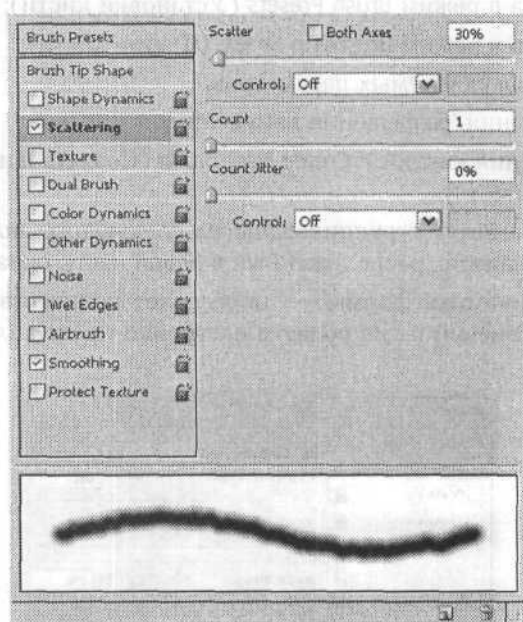 Brush Presets
Brush Tip Shape
Shape Dynamics
Scattering
Texture
Dual Brush
Color Dynamics
Other Dynamics
Noise
Wet Edges
Airbrush
Smoothing
Protect Texture
Scatter Both Axes 30%
Control: Off
Count 1
Count Jitter 0%
Control: Off